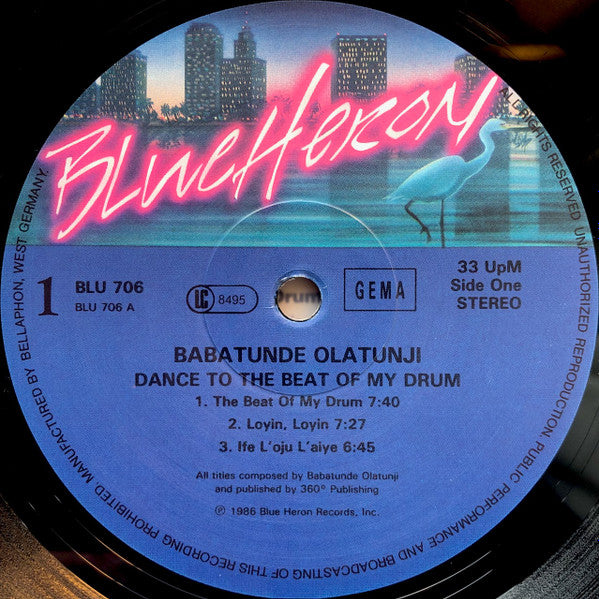 Blue Heron
1
BLU 706
BLU 706 A
LC 8495
Drum
GEMA
33 UpM
Side One
STEREO
BABATUNDE OLATUNJI
DANCE TO THE BEAT OF MY DRUM
1. The Beat Of My Drum 7:40
2. Loyin, Loyin 7:27
3. Ife L'oju L'aiye 6:45
All titles composed by Babatunde Olatunji
and published by 360° Publishing
℗ 1986 Blue Heron Records, Inc.
ALL RIGHTS RESERVED UNAUTHORIZED REPRODUCTION PUBLIC PERFORMANCE AND BROADCASTING OF THIS RECORDING PROHIBITED MANUFACTURED BY BELLAPHON, WEST GERMANY.